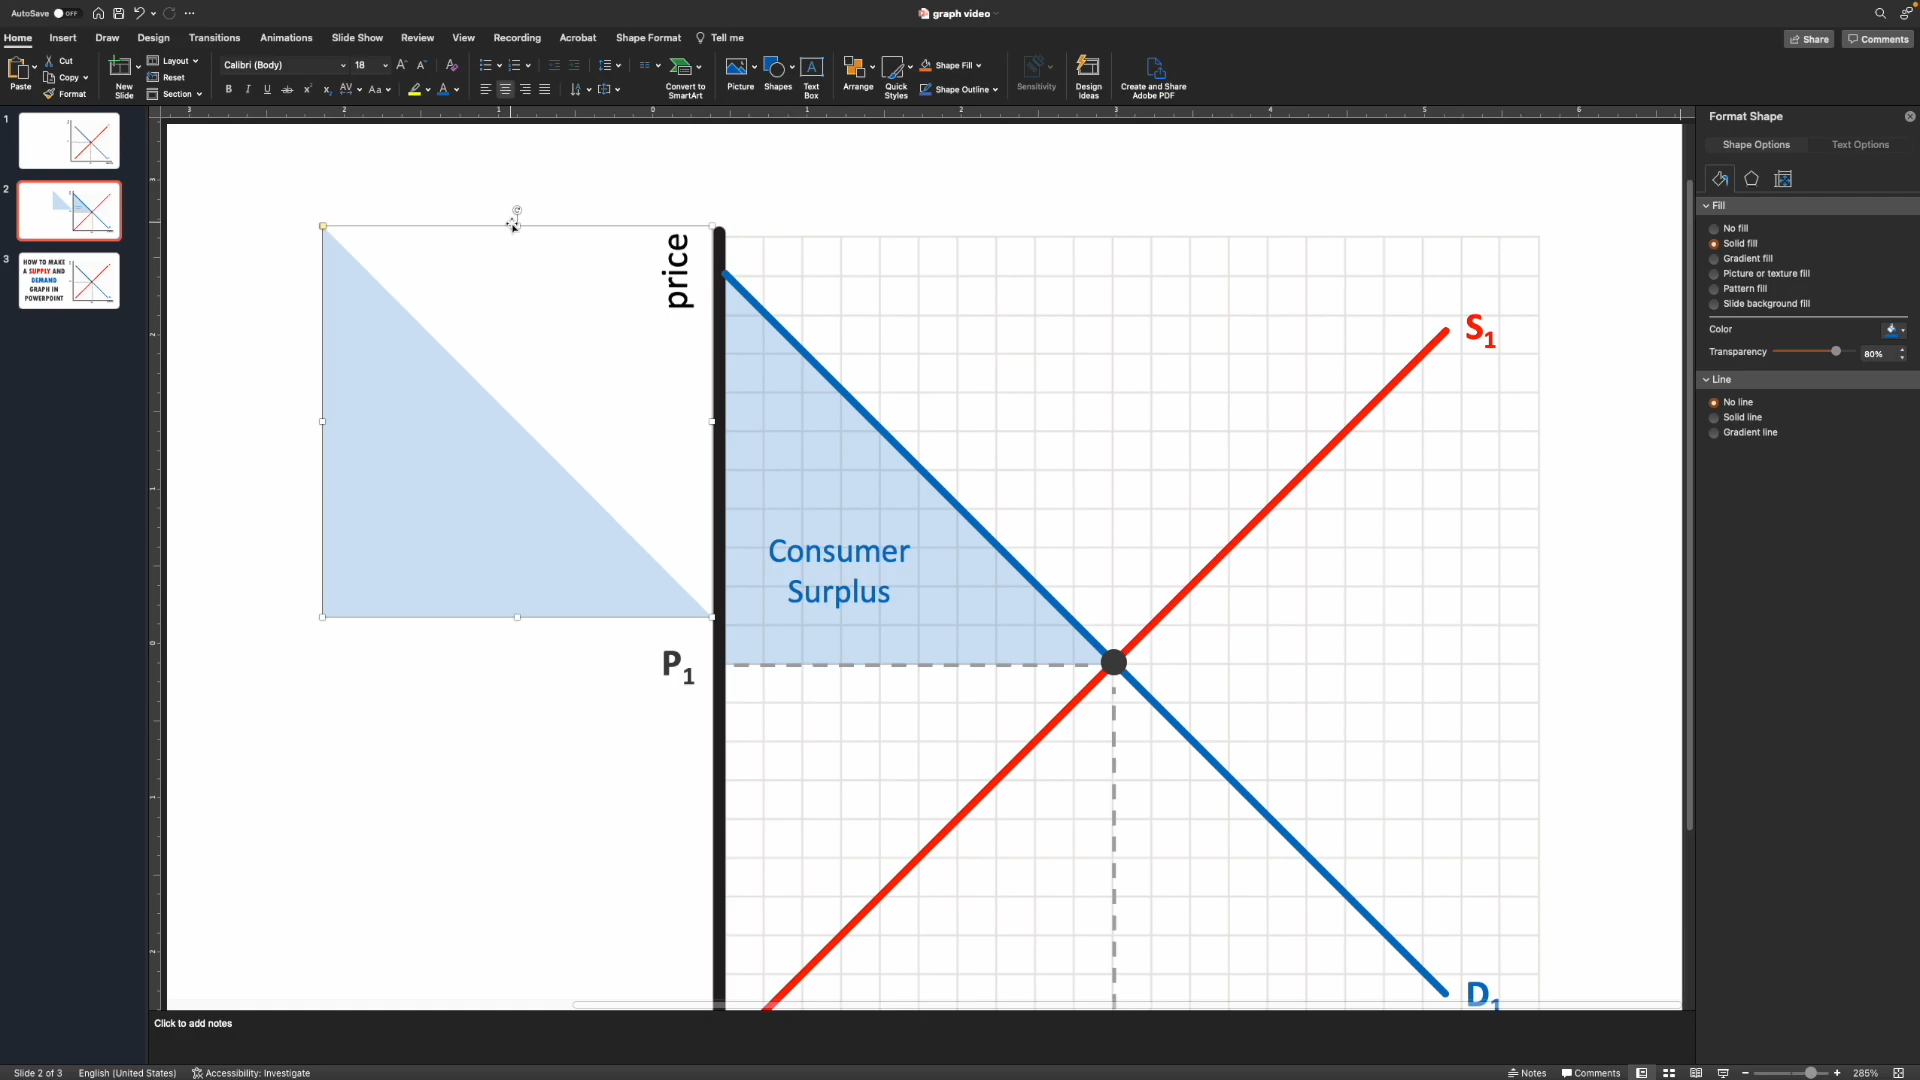 AutoSave OFF
graph video
Home Insert Draw Design Transitions Animations Slide Show Review View Recording Acrobat Shape Format Tell me
Share Comments
Paste
Cut
Copy
Format
New
Slide
Layout
Reset
Section
Calibri (Body) 18
Convert to
SmartArt
Picture
Shapes
Text
Box
Arrange
Quick
Styles
Shape Fill
Shape Outline
Sensitivity
Design
Ideas
Create and Share
Adobe PDF
1
2
3
HOW TO MAKE
A SUPPLY AND
DEMAND
GRAPH IN
POWERPOINT
price
S1
Consumer
Surplus
P1
D1
Format Shape
Shape Options Text Options
Fill
No fill
Solid fill
Gradient fill
Picture or texture fill
Pattern fill
Slide background fill
Color
Transparency 80%
Line
No line
Solid line
Gradient line
Click to add notes
Slide 2 of 3 English (United States) Accessibility: Investigate
Notes Comments 285%